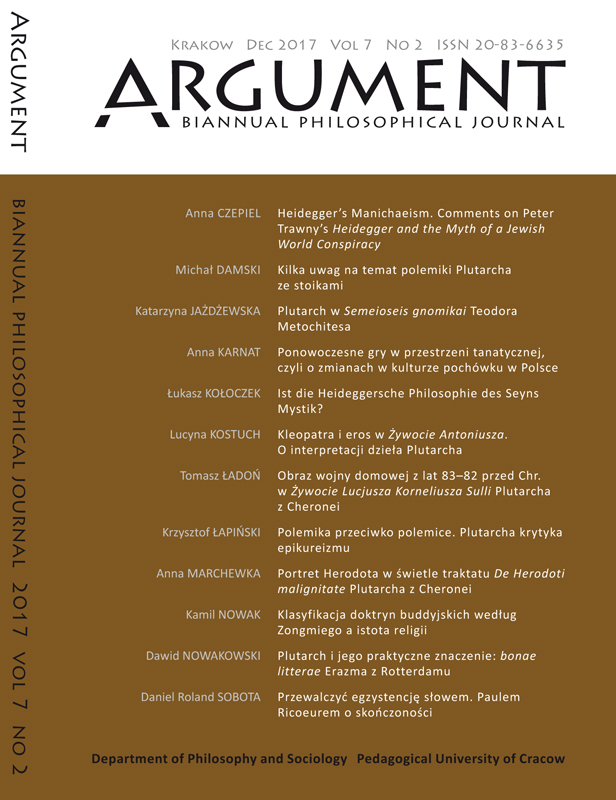 ARGUMENT
BIANNUAL PHILOSOPHICAL JOURNAL 2017 VOL 7 NO 2
KRAKOW DEC 2017 VOL 7 NO 2 ISSN 20-83-6635
ARGUMENT
BIANNUAL PHILOSOPHICAL JOURNAL
Anna CZEPIEL Heidegger's Manichaeism. Comments on Peter
Trawny's Heidegger and the Myth of a Jewish
World Conspiracy
Michał DAMSKI Kilka uwag na temat polemiki Plutarcha
ze stoikami
Katarzyna JAŻDŻEWSKA Plutarch w Semeioseis gnomikai Teodora
Metochitesa
Anna KARNAT Ponowoczesne gry w przestrzeni tanatycznej,
czyli o zmianach w kulturze pochówku w Polsce
Łukasz KOŁOCZEK Ist die Heideggersche Philosophie des Seyns
Mystik?
Lucyna KOSTUCH Kleopatra i eros w Żywocie Antoniusza.
O interpretacji dzieła Plutarcha
Tomasz ŁADOŃ Obraz wojny domowej z lat 83–82 przed Chr.
w Żywocie Lucjusza Korneliusza Sulli Plutarcha
z Cheronei
Krzysztof ŁAPIŃSKI Polemika przeciwko polemice. Plutarcha krytyka
epikureizmu
Anna MARCHEWKA Portret Herodota w świetle traktatu De Herodoti
malignitate Plutarcha z Cheronei
Kamil NOWAK Klasyfikacja doktryn buddyjskich według
Zongmiego a istota religii
Dawid NOWAKOWSKI Plutarch i jego praktyczne znaczenie: bonae
litterae Erazma z Rotterdamu
Daniel Roland SOBOTA Przewalczyć egzystencję słowem. Paulem
Ricoeurem o skończoności
Department of Philosophy and Sociology Pedagogical University of Cracow